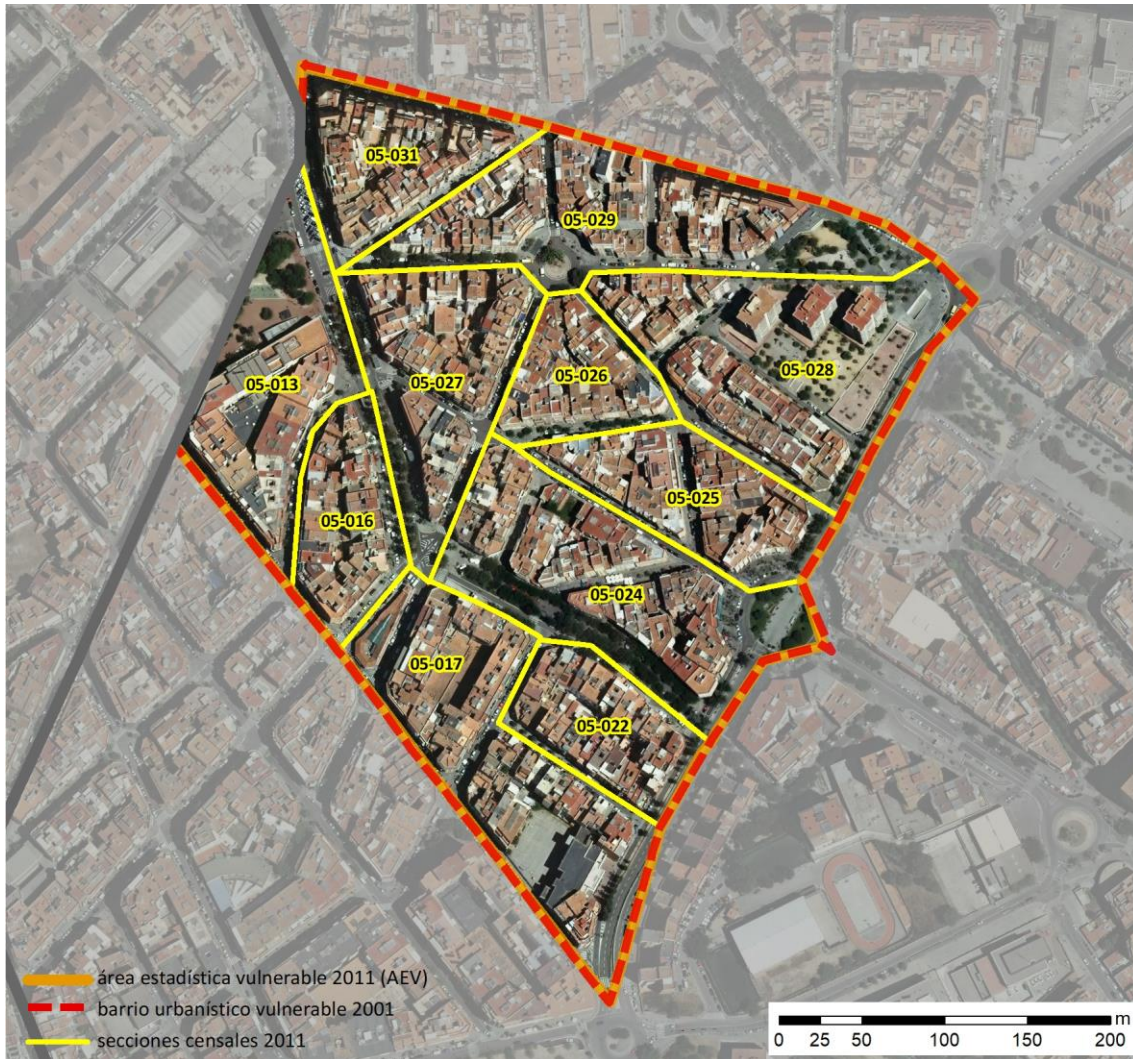 05-031
05-029
05-013
05-027
05-026
05-028
05-025
05-016
05-024
05-017
05-022
área estadística vulnerable 2011 (AEV)
barrio urbanístico vulnerable 2001
secciones censales 2011
m
0 25 50 100 150 200